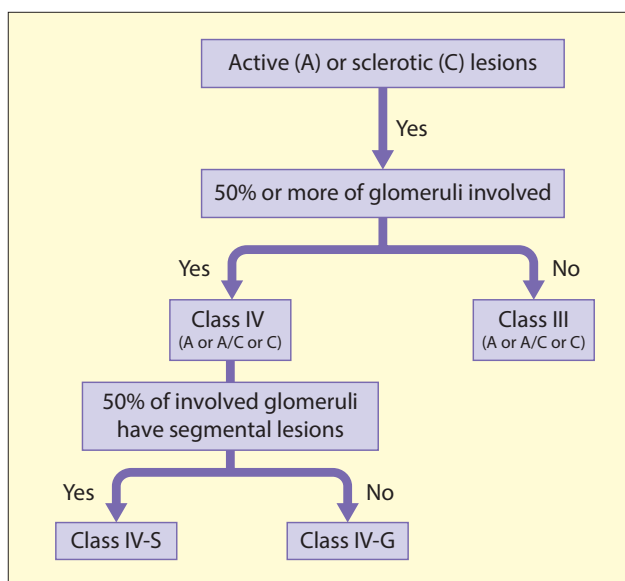 Active (A) or sclerotic (C) lesions
Yes
50% or more of glomeruli involved
Yes
No
Class IV
(A or A/C or C)
Class III
(A or A/C or C)
50% of involved glomeruli
have segmental lesions
Yes
No
Class IV-S
Class IV-G